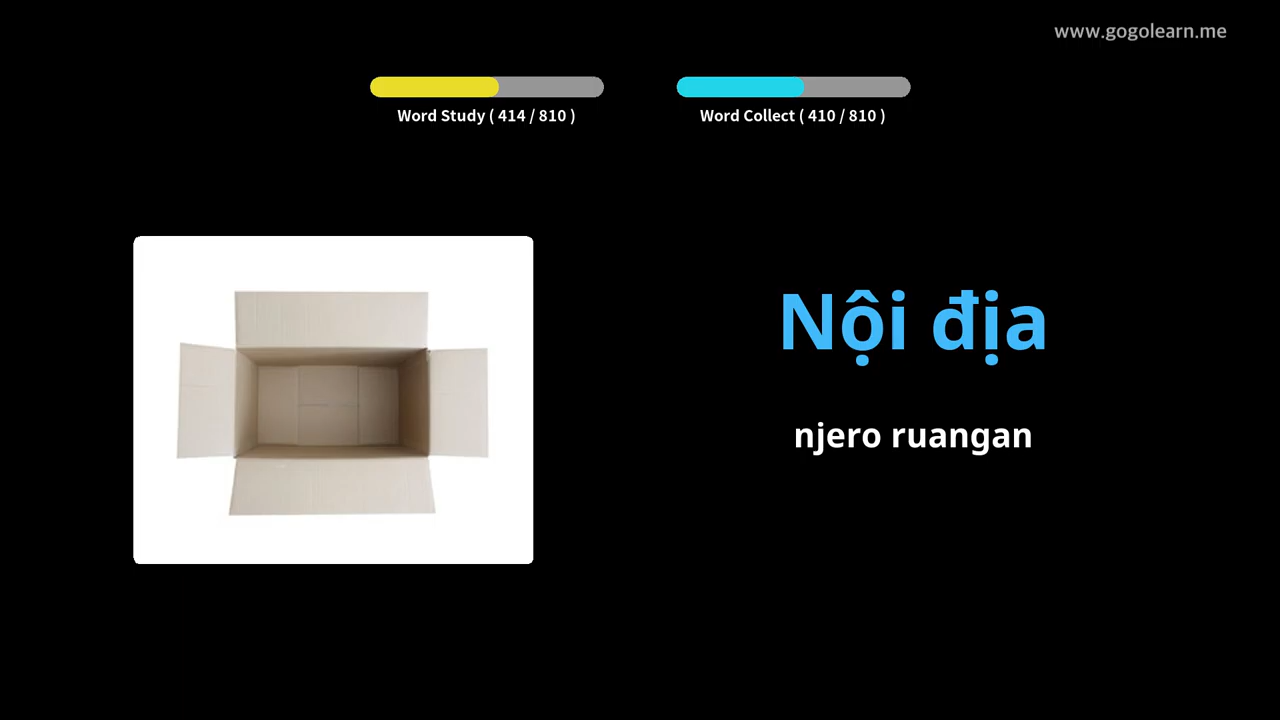 www.gogolearn.me
Word Study ( 414 / 810 )
Word Collect ( 410 / 810 )
Nội địa
njero ruangan